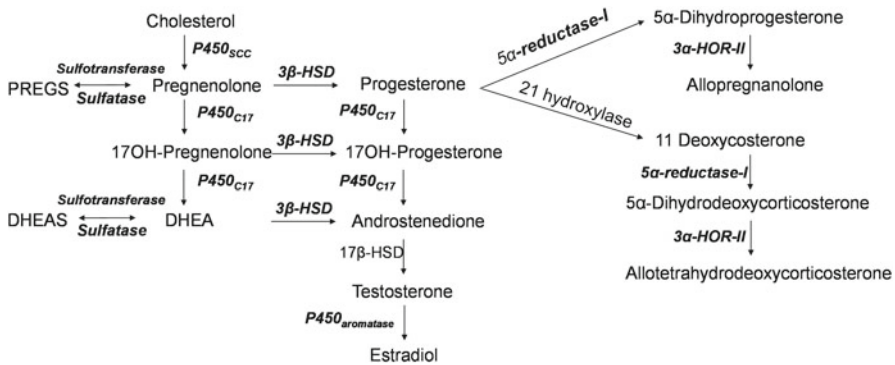 Cholesterol
P450SCC
Sulfotransferase
PREGS
Sulfatase
Pregnenolone
3β-HSD
Progesterone
5α-reductase-I
5α-Dihydroprogesterone
3α-HOR-II
Allopregnanolone
21 hydroxylase
P450C17
P450C17
11 Deoxycosterone
17OH-Pregnenolone
3β-HSD
17OH-Progesterone
5α-reductase-I
P450C17
P450C17
5α-Dihydrodeoxycorticosterone
Sulfotransferase
DHEAS
Sulfatase
DHEA
3β-HSD
Androstenedione
3α-HOR-II
17β-HSD
Allotetrahydrodeoxycorticosterone
Testosterone
P450aromatase
Estradiol